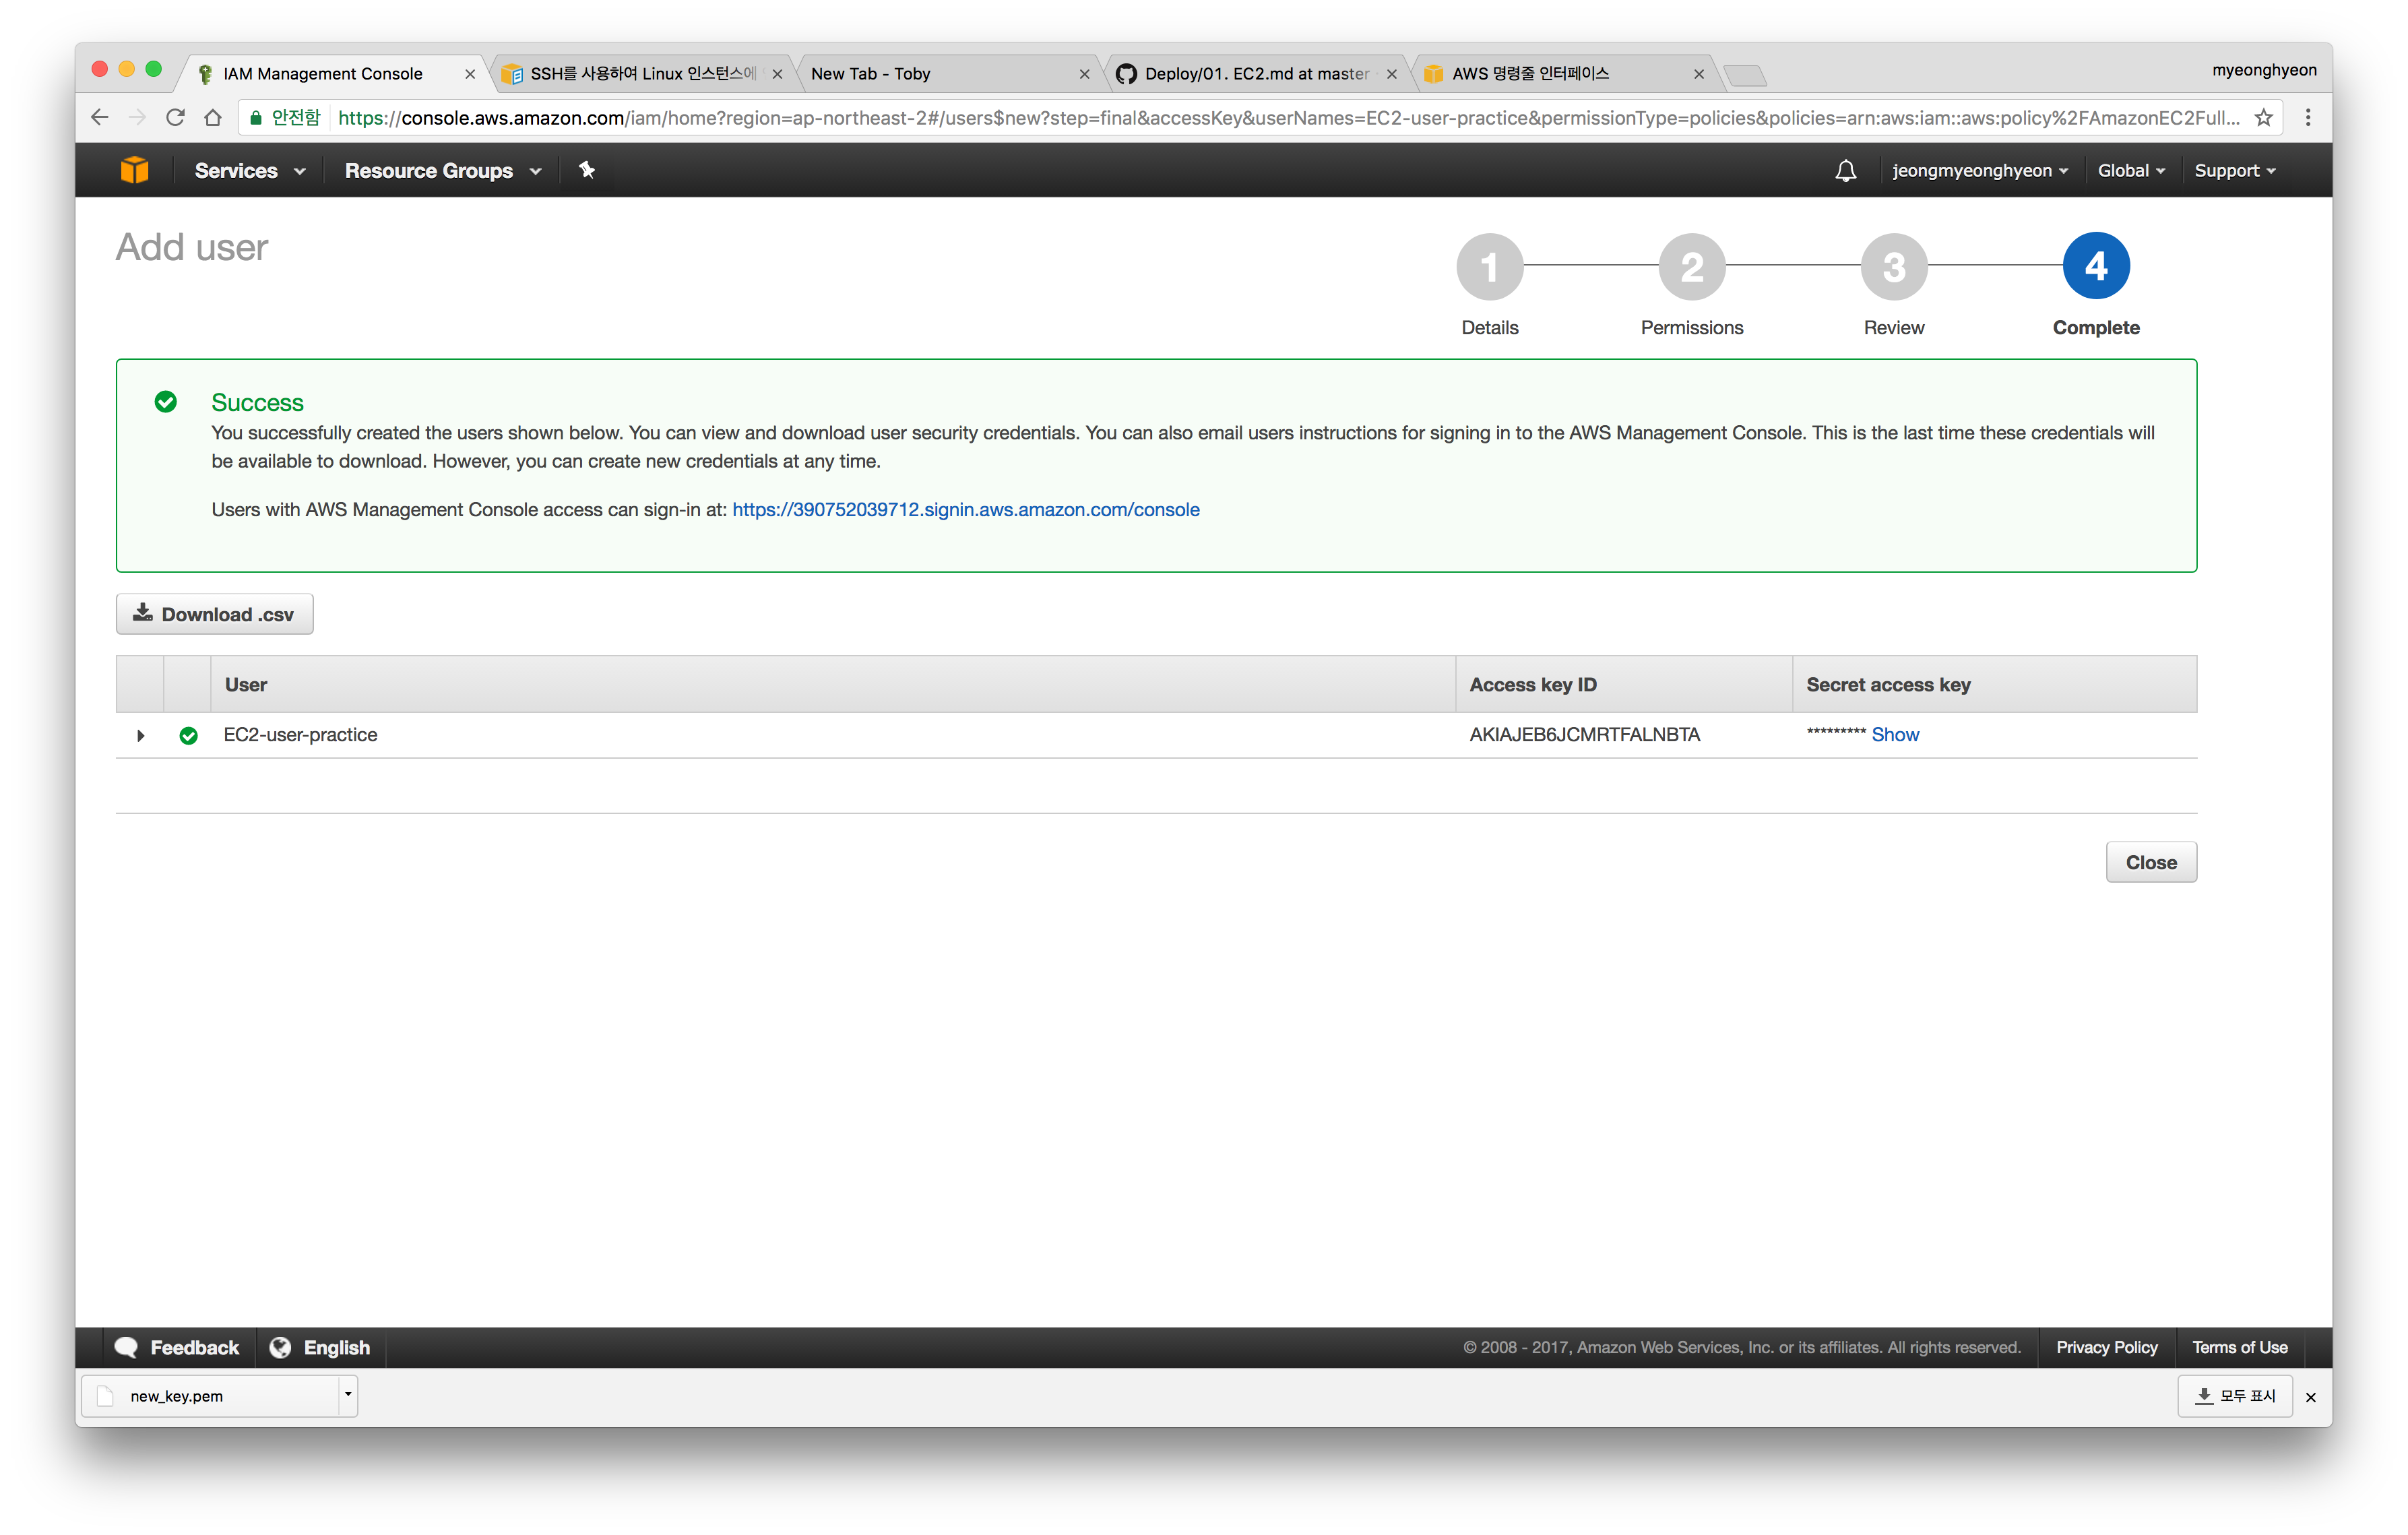 IAM Management Console
SSH를 사용하여 Linux 인스턴스에
New Tab - Toby
Deploy/01. EC2.md at master
AWS 명령줄 인터페이스
myeonghyeon
안전함 https://console.aws.amazon.com/iam/home?region=ap-northeast-2#/users$new?step=final&accessKey&userNames=EC2-user-practice&permissionType=policies&policies=arn:aws:iam::aws:policy%2FAmazonEC2Full...
Services Resource Groups jeongmyeonghyeon Global Support
Add user
1 2 3 4
Details Permissions Review Complete
Success
You successfully created the users shown below. You can view and download user security credentials. You can also email users instructions for signing in to the AWS Management Console. This is the last time these credentials will
be available to download. However, you can create new credentials at any time.
Users with AWS Management Console access can sign-in at: https://390752039712.signin.aws.amazon.com/console
Download .csv
User Access key ID Secret access key
EC2-user-practice AKIAJEB6JCMRTFALNBTA ********* Show
Close
Feedback English © 2008 - 2017, Amazon Web Services, Inc. or its affiliates. All rights reserved. Privacy Policy Terms of Use
new_key.pem 모두 표시